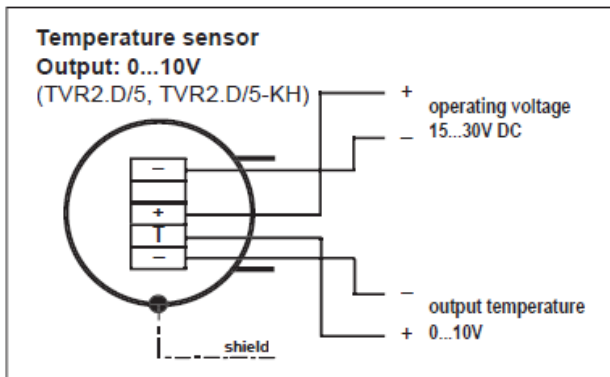 Temperature sensor
Output: 0...10V
(TVR2.D/5, TVR2.D/5-KH)
+
operating voltage
15...30V DC
–
–
+
T
–
–
output temperature
+ 0...10V
shield